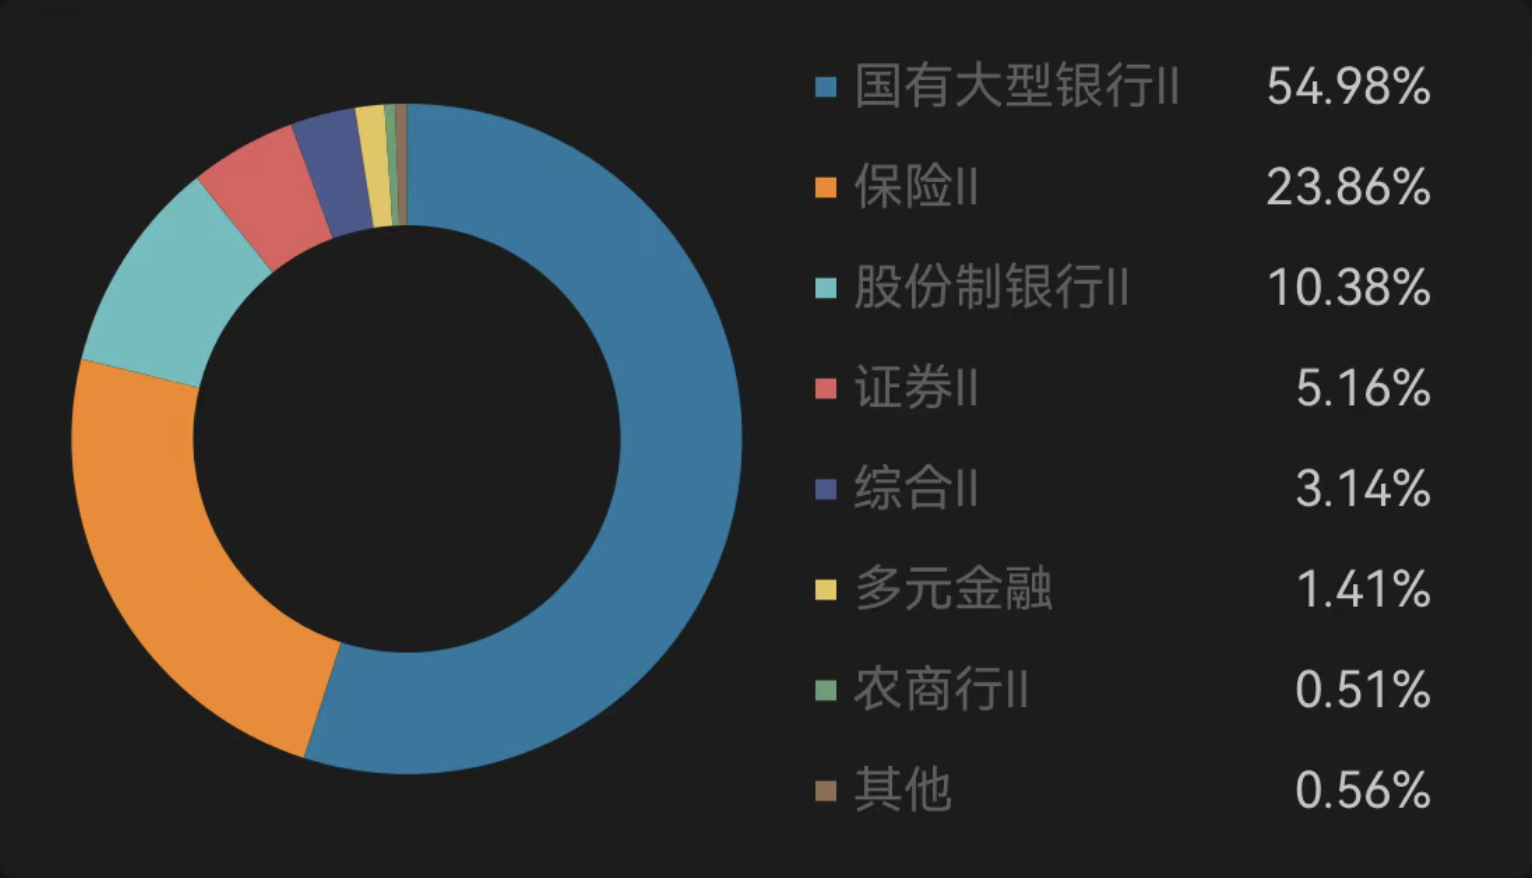 国有大型银行II 54.98%
保险II 23.86%
股份制银行II 10.38%
证券II 5.16%
综合II 3.14%
多元金融 1.41%
农商行II 0.51%
其他 0.56%